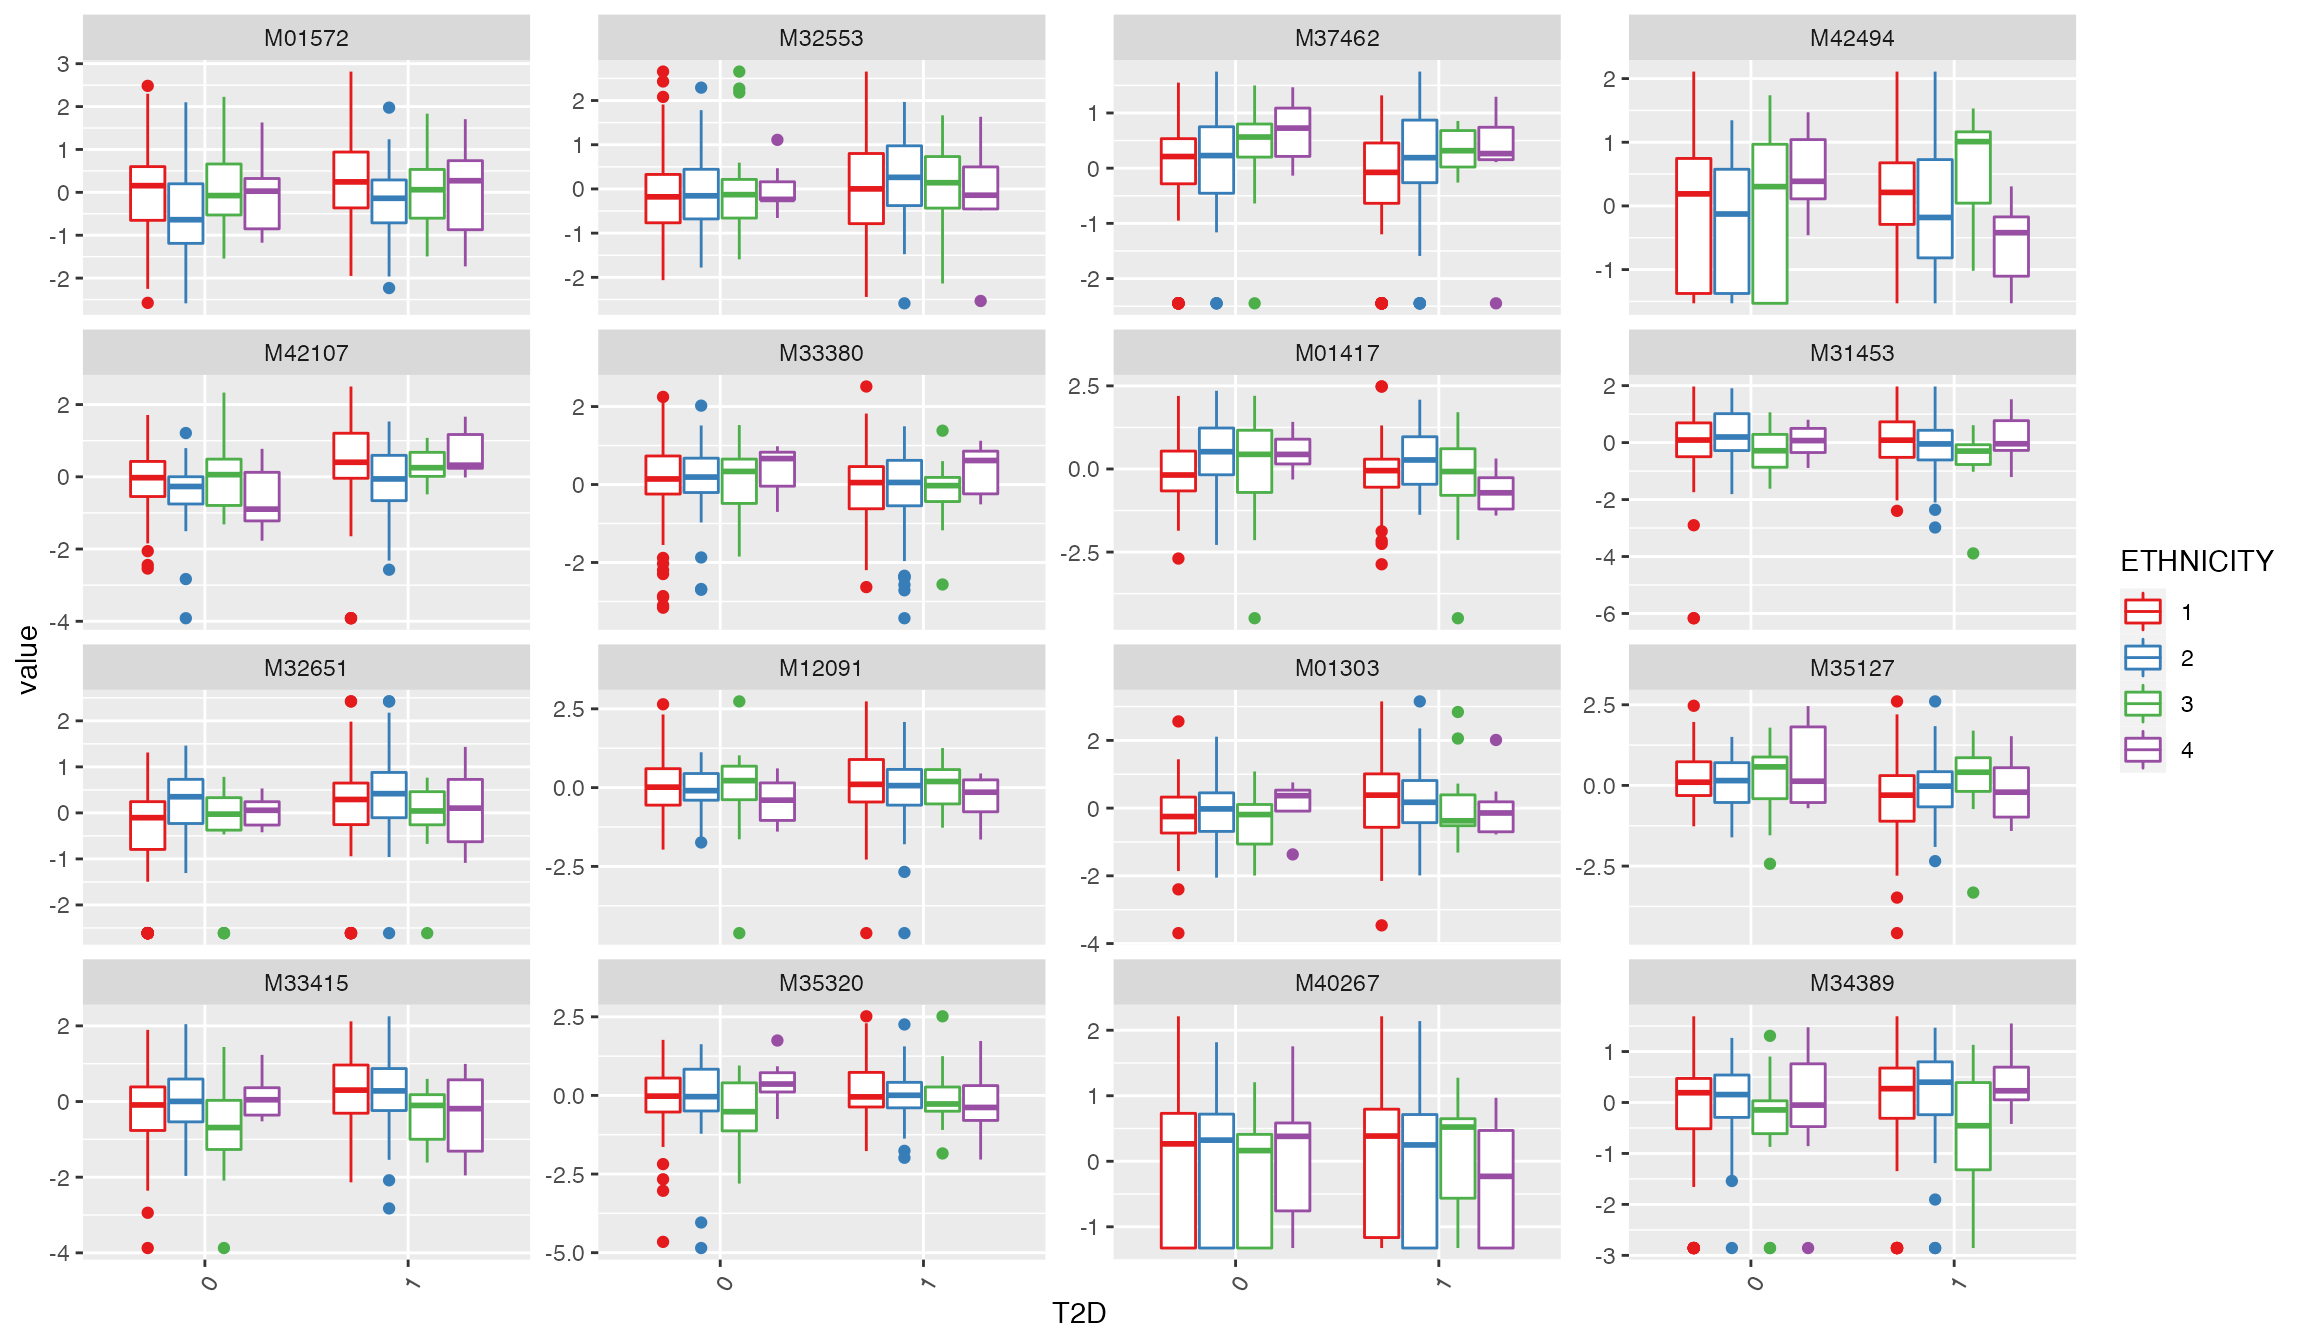 M01572 M32553 M37462 M42494
3 2 1 0 -1 -2
2 1 0 -1 -2
1 0 -1 -2
2 1 0 -1
M42107 M33380 M01417 M31453
2 0 -2 -4
2 0 -2
2.5 0.0 -2.5
2 0 -2 -4 -6
M32651 M12091 M01303 M35127
2 1 0 -1 -2
2.5 0.0 -2.5
2 0 -2 -4
2.5 0.0 -2.5
M33415 M35320 M40267 M34389
2 0 -2 -4
2.5 0.0 -2.5 -5.0
2 1 0 -1
1 0 -1 -2 -3
0 1 0 1 0 1 0 1
T2D
value
ETHNICITY
1
2
3
4